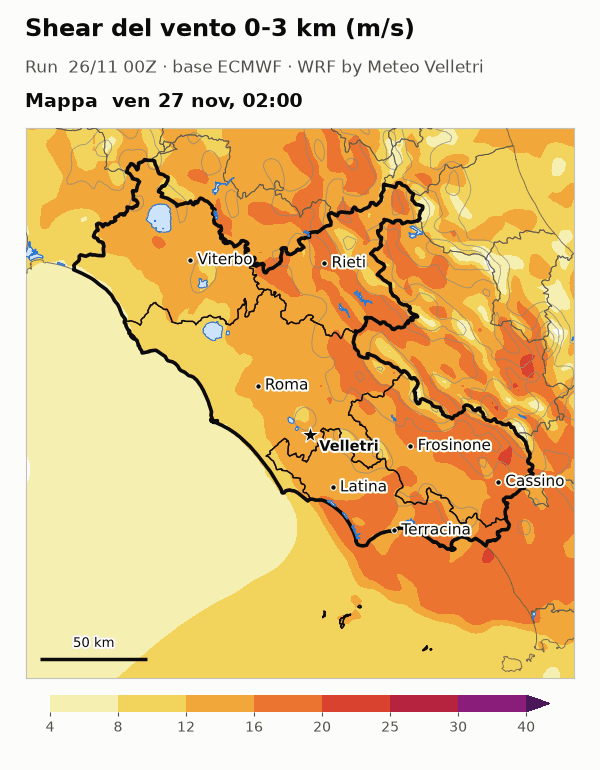 Shear del vento 0-3 km (m/s)
Run  26/11 00Z · base ECMWF · WRF by Meteo Velletri
Mappa  ven 27 nov, 02:00
Viterbo
Rieti
Roma
Velletri
Frosinone
Latina
Cassino
Terracina
50 km
4 8 12 16 20 25 30 40